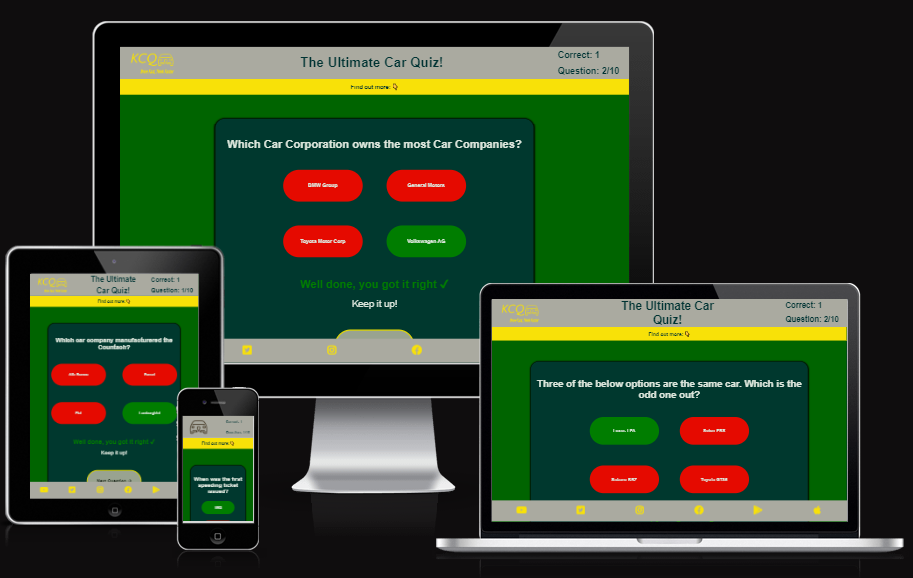 KCQ
The Ultimate Car Quiz!
Correct: 1
Question: 2/10
Find out more:
Which Car Corporation owns the most Car Companies?
BMW Group
General Motors
Toyota Motor Corp
Volkswagen AG
Well done, you got it right ✓
Keep it up!
KCQ
The Ultimate
Car Quiz!
Correct: 1
Question: 1/10
Find out more:
Which car company manufacturered the
Countach?
Alfa Romeo
Ferrari
Fiat
Lamborghini
Well done, you got it right ✓
Keep it up!
Next Question
Find out more:
When was the first
speeding ticket
issued?
KCQ
The Ultimate Car
Quiz!
Correct: 1
Question: 2/10
Find out more:
Three of the below options are the same car. Which is the
odd one out?
Subaru BRZ
Toyota GT86